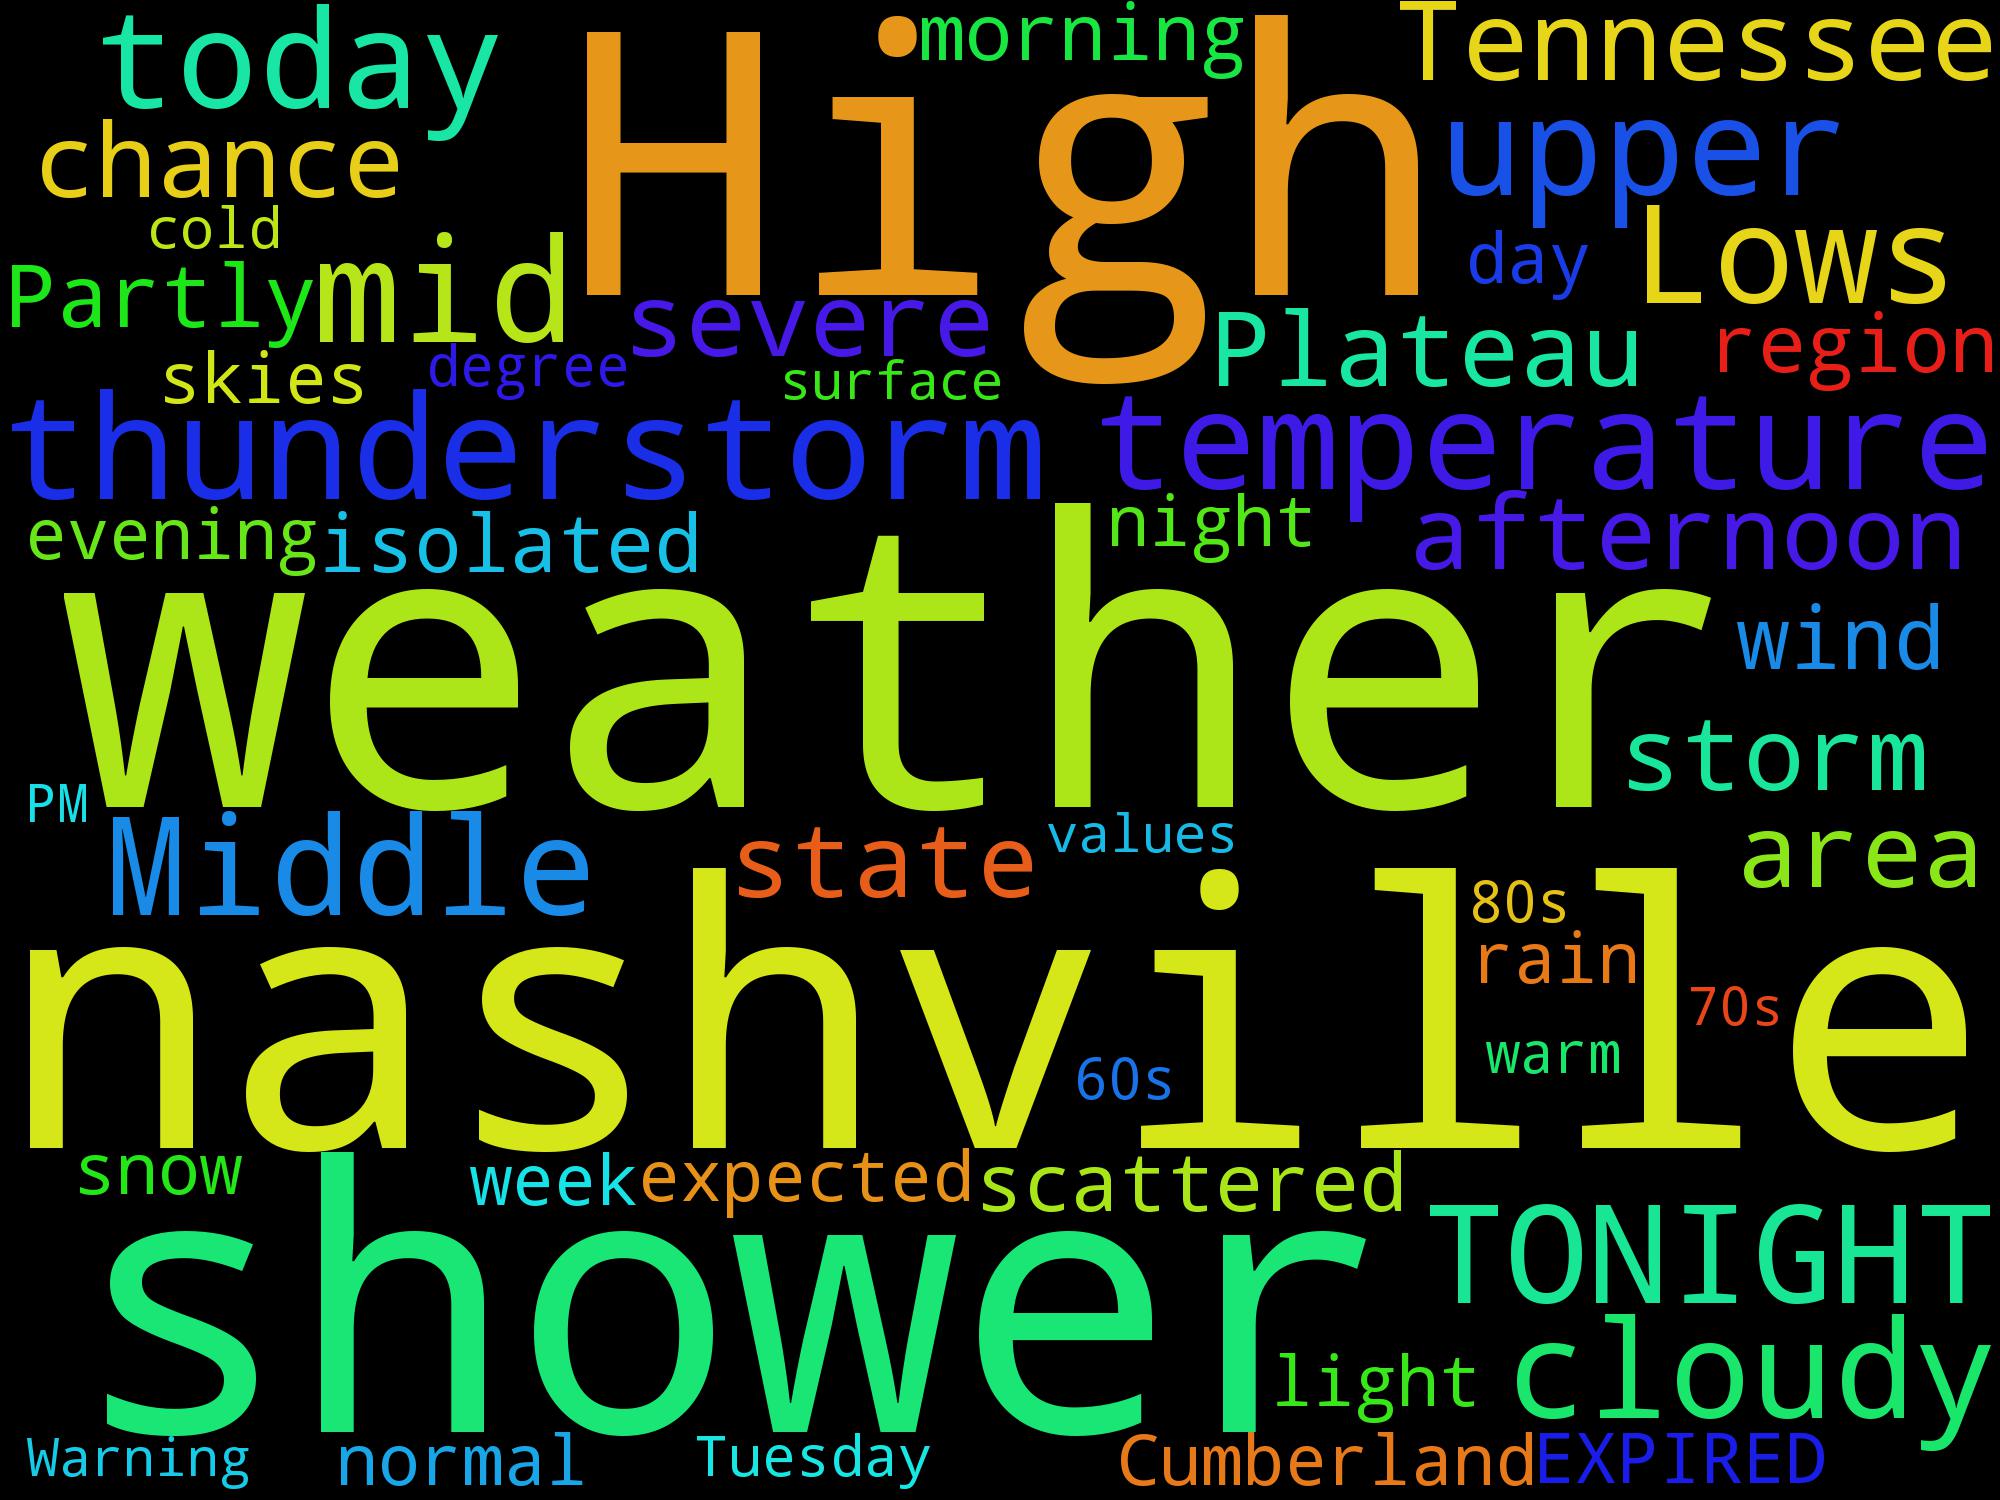 today High morning Tennessee
chance upper
cold day Lows
Partly mid severe Plateau region
skies degree surface
thunderstorm temperature
evening isolated night afternoon
weather wind
storm
PM Middle state values area
nashville 80s
rain
70s
warm
60s
snow week expected scattered
shower TONIGHT
light cloudy
Warning normal Tuesday Cumberland EXPIRED